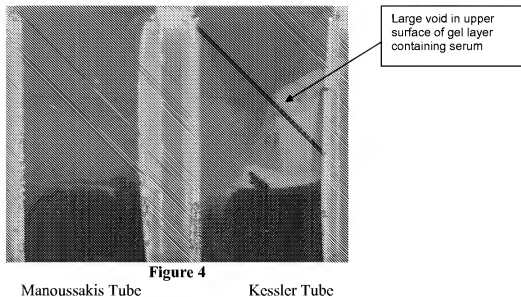 Large void in upper
surface of gel layer
containing serum
Figure 4
Manoussakis Tube Kessler Tube